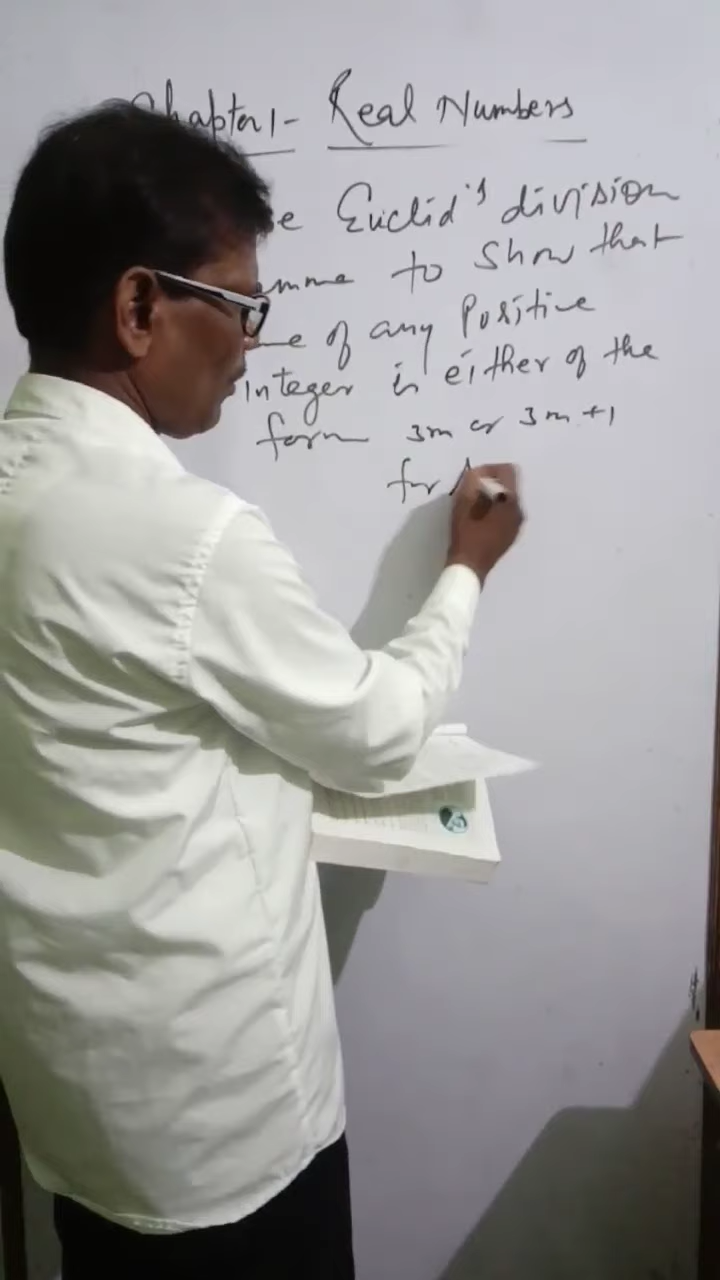 Chapter 1- Real Numbers
Euclid's division
to show that
of any Positive
Integer is either of the
form 3m or 3m+1
for